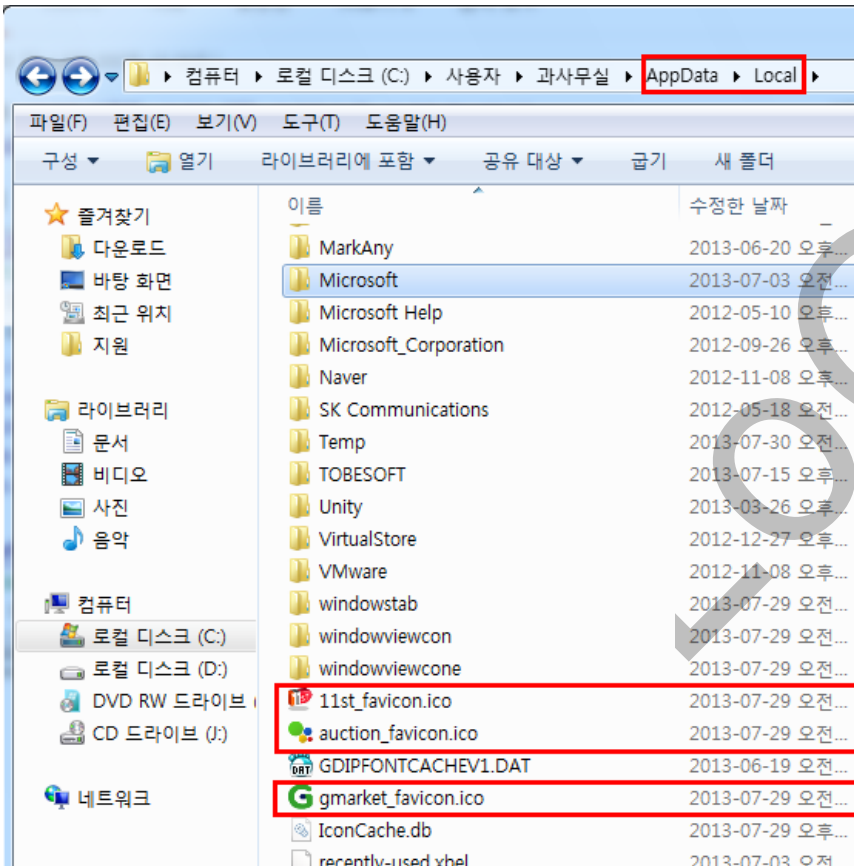 컴퓨터 ▸ 로컬 디스크 (C:) ▸ 사용자 ▸ 과사무실 ▸ AppData ▸ Local ▸
파일(F) 편집(E) 보기(V) 도구(T) 도움말(H)
구성 ▼ 열기 라이브러리에 포함 ▼ 공유 대상 ▼ 굽기 새 폴더
즐겨찾기
다운로드
바탕 화면
최근 위치
지원
라이브러리
문서
비디오
사진
음악
컴퓨터
로컬 디스크 (C:)
로컬 디스크 (D:)
DVD RW 드라이브 (
CD 드라이브 (J:)
네트워크
이름 수정한 날짜
MarkAny 2013-06-20 오후...
Microsoft 2013-07-03 오전...
Microsoft Help 2012-05-10 오후...
Microsoft_Corporation 2012-09-26 오후...
Naver 2012-11-08 오후...
SK Communications 2012-05-18 오전...
Temp 2013-07-30 오전...
TOBESOFT 2013-07-15 오후...
Unity 2013-03-26 오후...
VirtualStore 2012-12-27 오후...
VMware 2012-11-08 오후...
windowstab 2013-07-29 오전...
windowviewcon 2013-07-29 오전...
windowviewcone 2013-07-29 오전...
11st_favicon.ico 2013-07-29 오전...
auction_favicon.ico 2013-07-29 오전...
GDIPFONTCACHEV1.DAT 2013-06-19 오전...
gmarket_favicon.ico 2013-07-29 오전...
IconCache.db 2013-07-29 오후...
recently-used.xbel 2013-07-03 오전